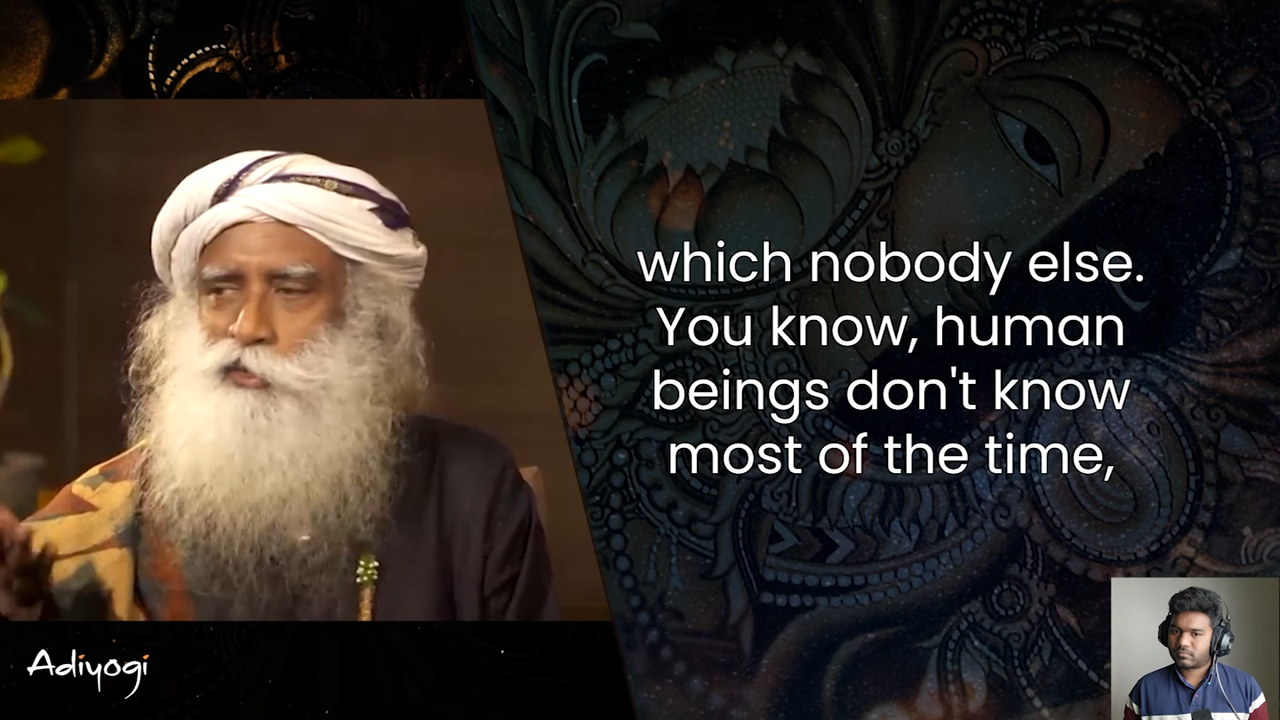 which nobody else.
You know, human
beings don't know
most of the time,
Adiyogi